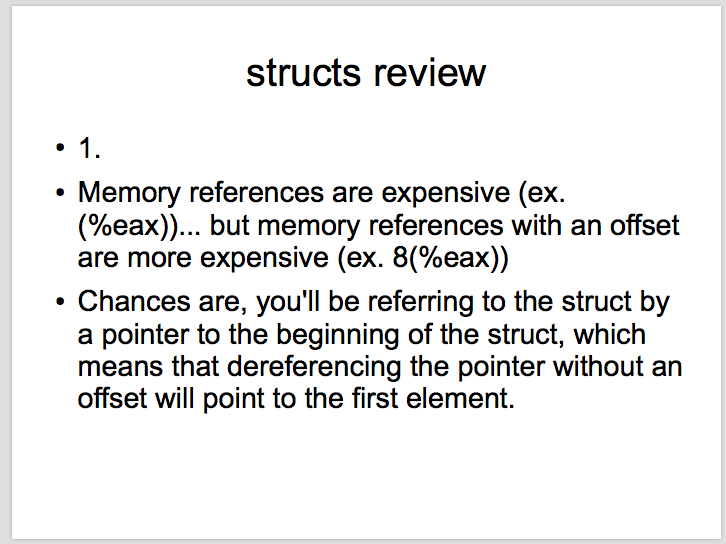 structs review
• 1.
• Memory references are expensive (ex.
(%eax))... but memory references with an offset
are more expensive (ex. 8(%eax))
• Chances are, you'll be referring to the struct by
a pointer to the beginning of the struct, which
means that dereferencing the pointer without an
offset will point to the first element.